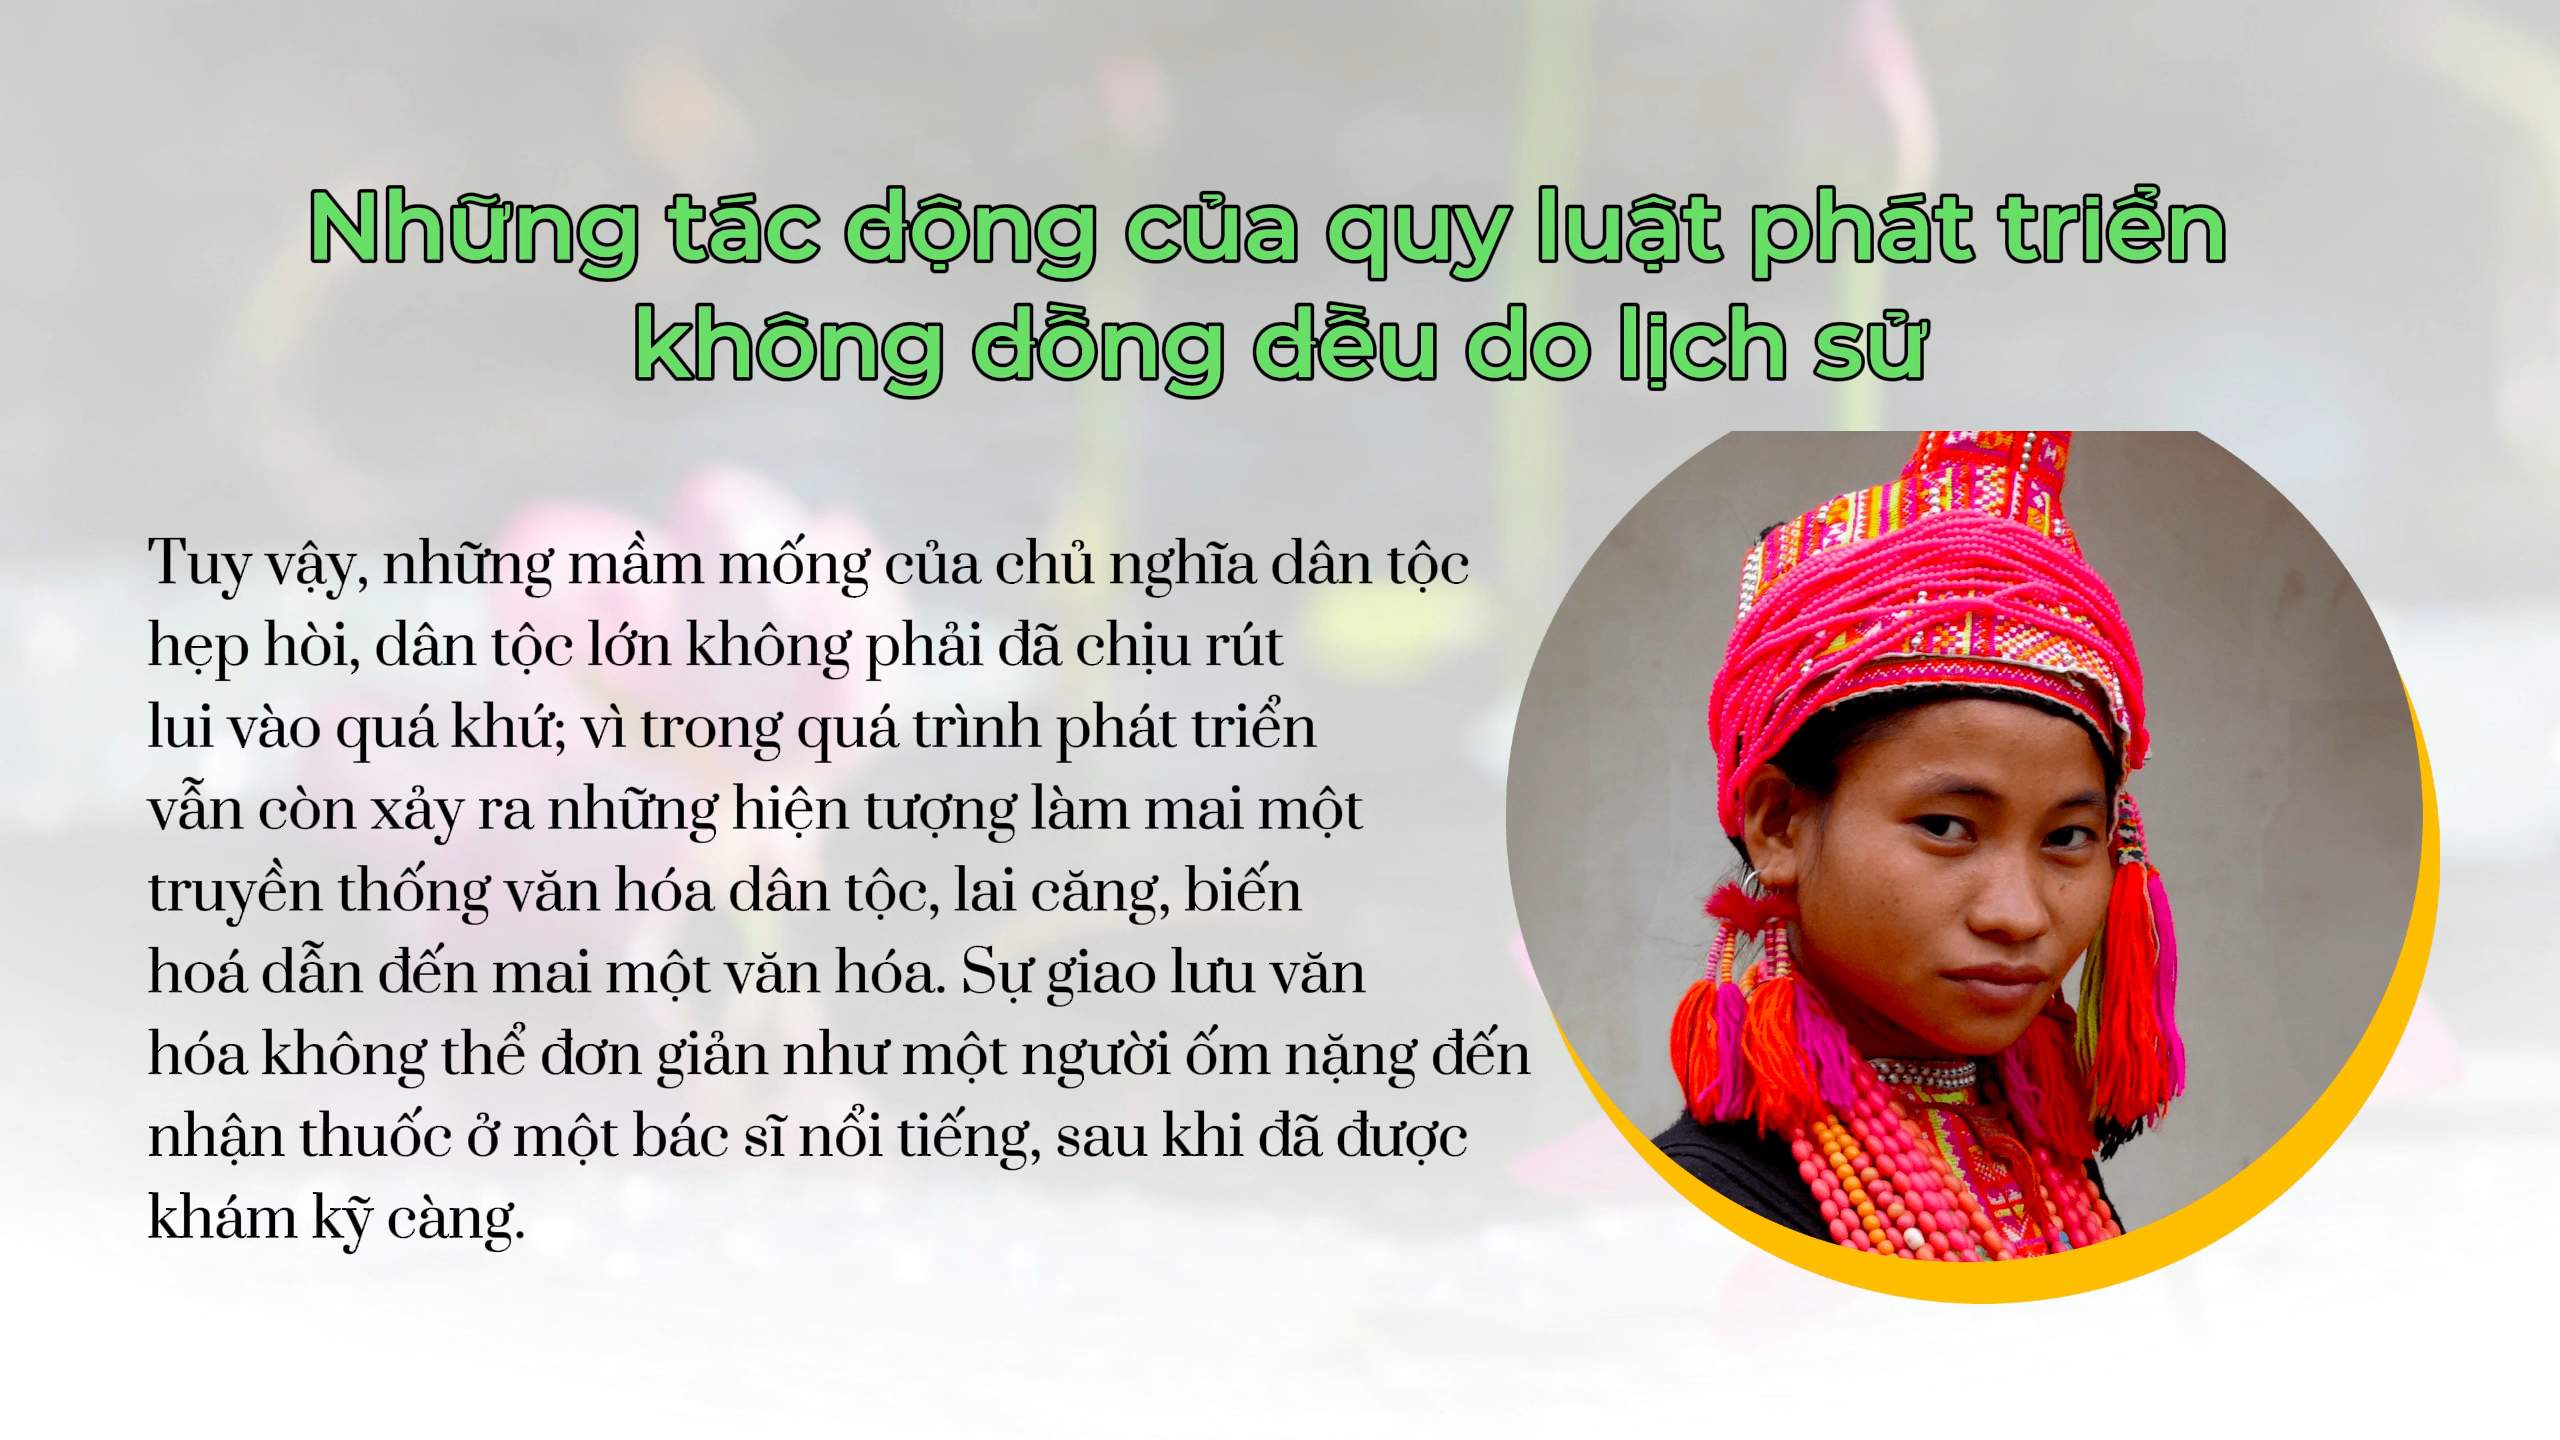 Những tác động của quy luật phát triển
không đồng đều do lịch sử
Tuy vậy, những mầm mống của chủ nghĩa dân tộc
hẹp hòi, dân tộc lớn không phải đã chịu rút
lui vào quá khứ; vì trong quá trình phát triển
vẫn còn xảy ra những hiện tượng làm mai một
truyền thống văn hóa dân tộc, lai căng, biến
hoá dẫn đến mai một văn hóa. Sự giao lưu văn
hóa không thể đơn giản như một người ốm nặng đến
nhận thuốc ở một bác sĩ nổi tiếng, sau khi đã được
khám kỹ càng.